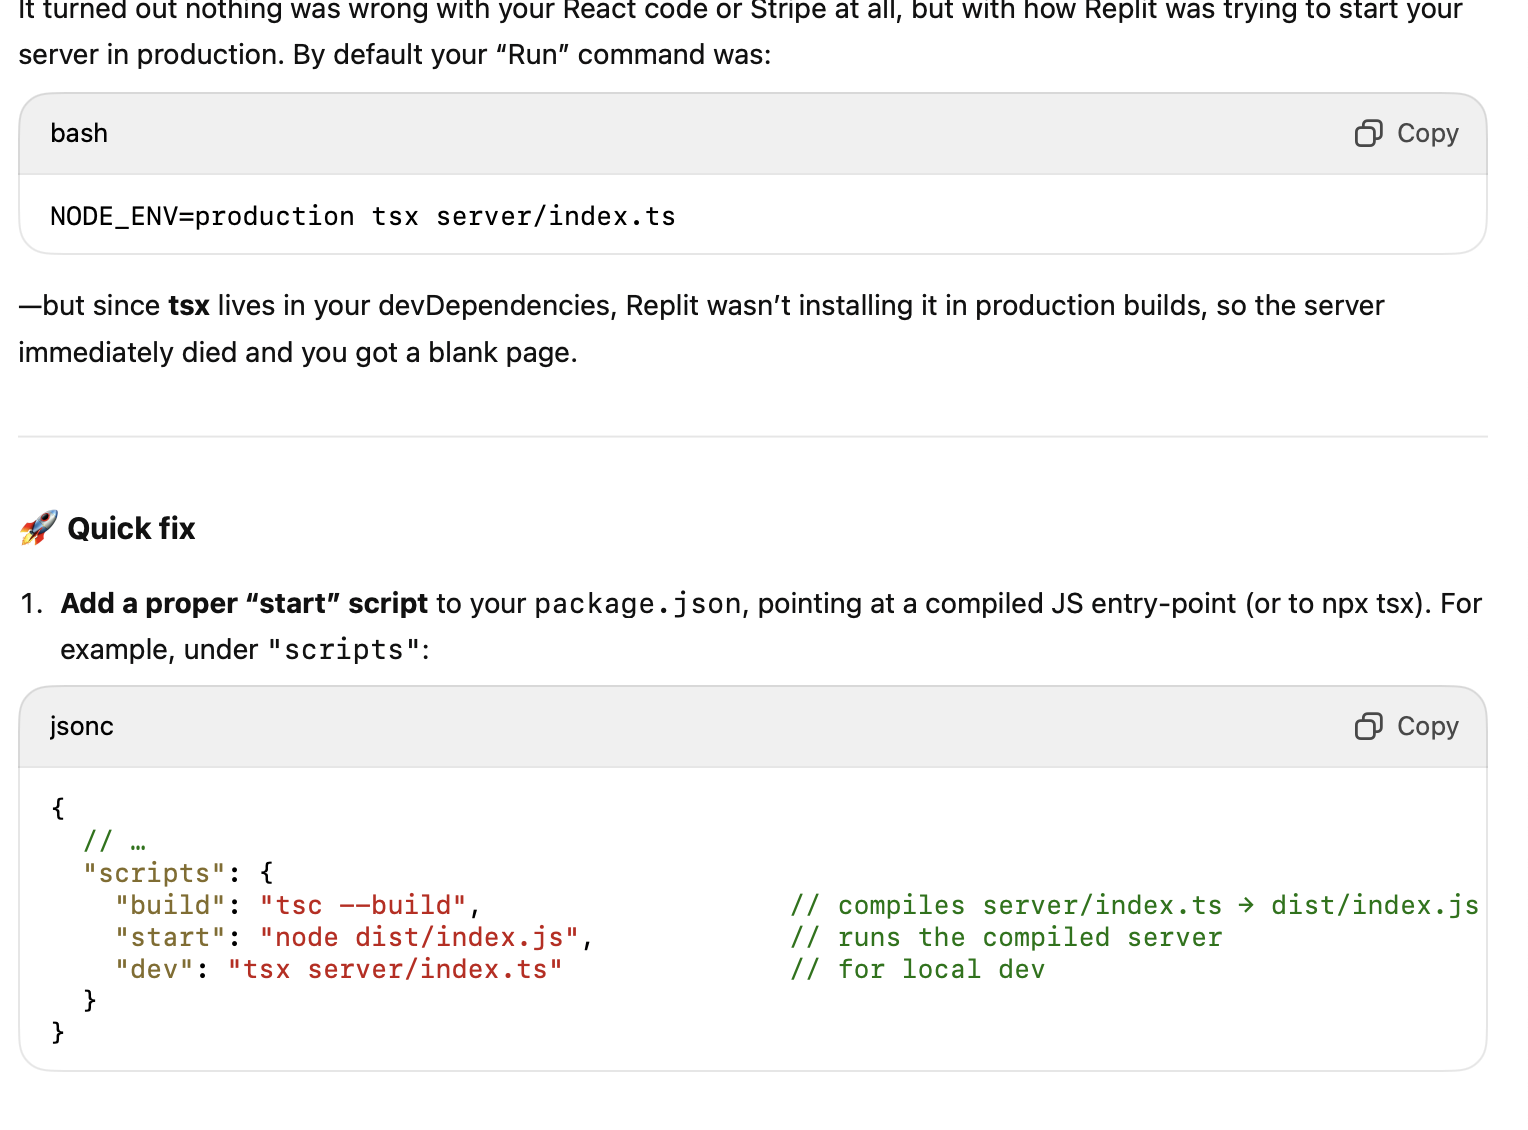 It turned out nothing was wrong with your React code or Stripe at all, but with how Replit was trying to start your
server in production. By default your “Run” command was:
bash
Copy
NODE_ENV=production tsx server/index.ts
—but since tsx lives in your devDependencies, Replit wasn’t installing it in production builds, so the server
immediately died and you got a blank page.
🚀 Quick fix
1. Add a proper “start” script to your package.json, pointing at a compiled JS entry-point (or to npx tsx). For
example, under "scripts":
jsonc
Copy
{
  // …
  "scripts": {
    "build": "tsc --build",                   // compiles server/index.ts → dist/index.js
    "start": "node dist/index.js",            // runs the compiled server
    "dev": "tsx server/index.ts"              // for local dev
  }
}